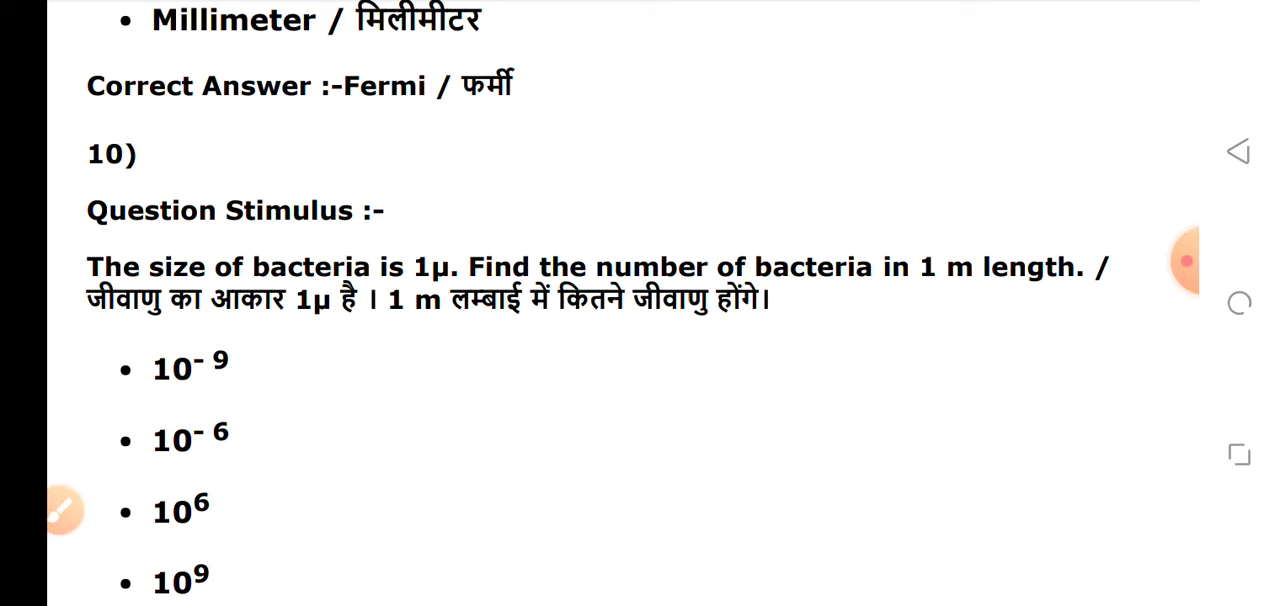 • Millimeter / मिलीमीटर
Correct Answer :-Fermi / फर्मी
10)
Question Stimulus :-
The size of bacteria is 1µ. Find the number of bacteria in 1 m length. /
जीवाणु का आकार 1µ है । 1 m लम्बाई में कितने जीवाणु होंगे।
• 10⁻ ⁹
• 10⁻ ⁶
• 10⁶
• 10⁹